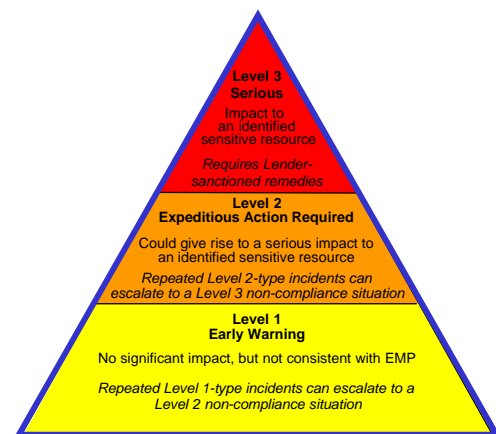 Level 3
Serious
Impact to
an identified
sensitive resource
Requires Lender-
sanctioned remedies
Level 2
Expeditious Action Required
Could give rise to a serious impact to
an identified sensitive resource
Repeated Level 2-type incidents can
escalate to a Level 3 non-compliance situation
Level 1
Early Warning
No significant impact, but not consistent with EMP
Repeated Level 1-type incidents can escalate to a
Level 2 non-compliance situation